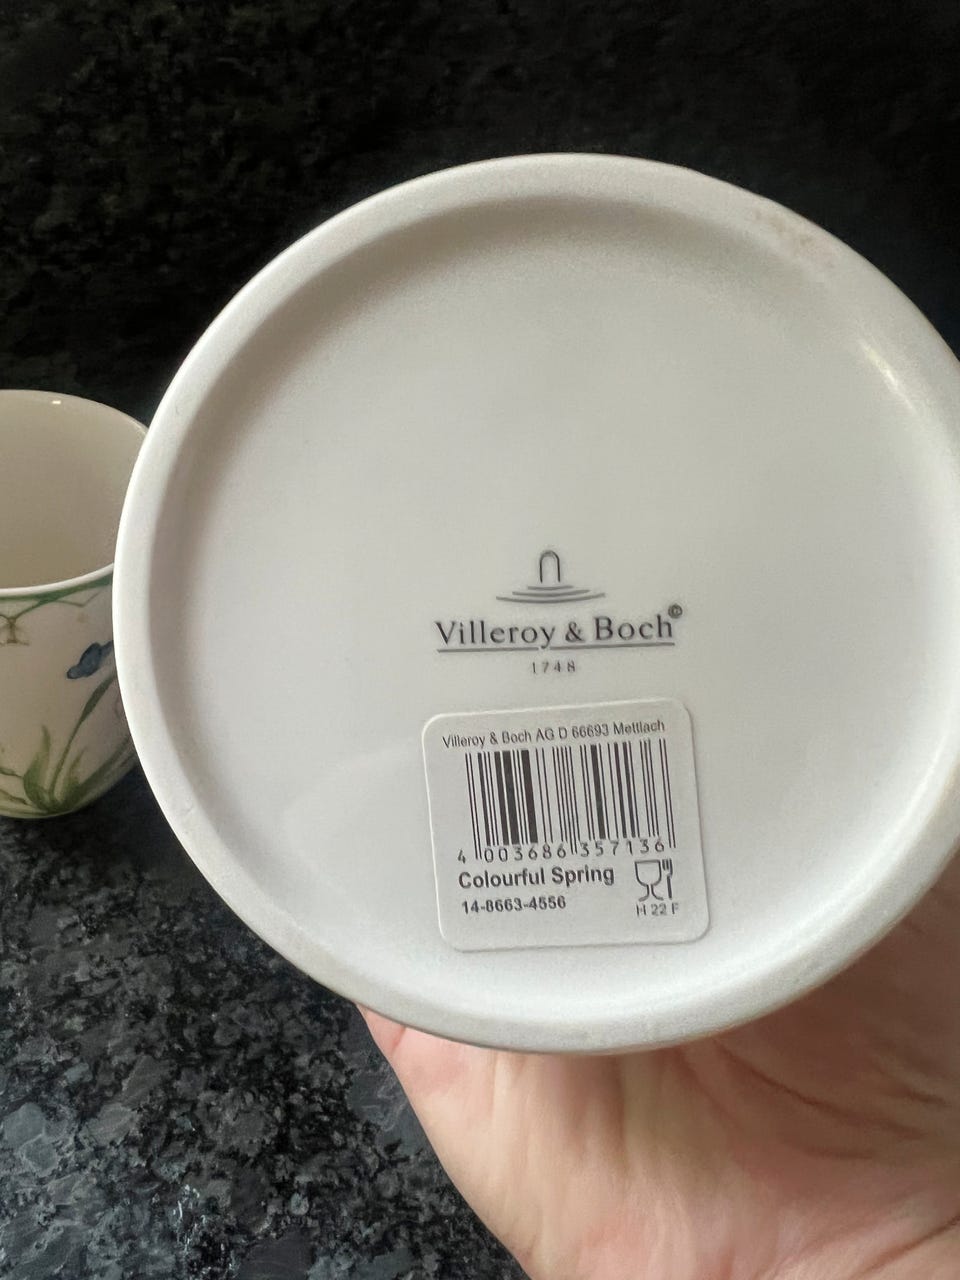 Villeroy & Boch©
1748
Villeroy & Boch AG D 66693 Mettlach
4 003686 357136
Colourful Spring
14-8663-4556
H 22 F